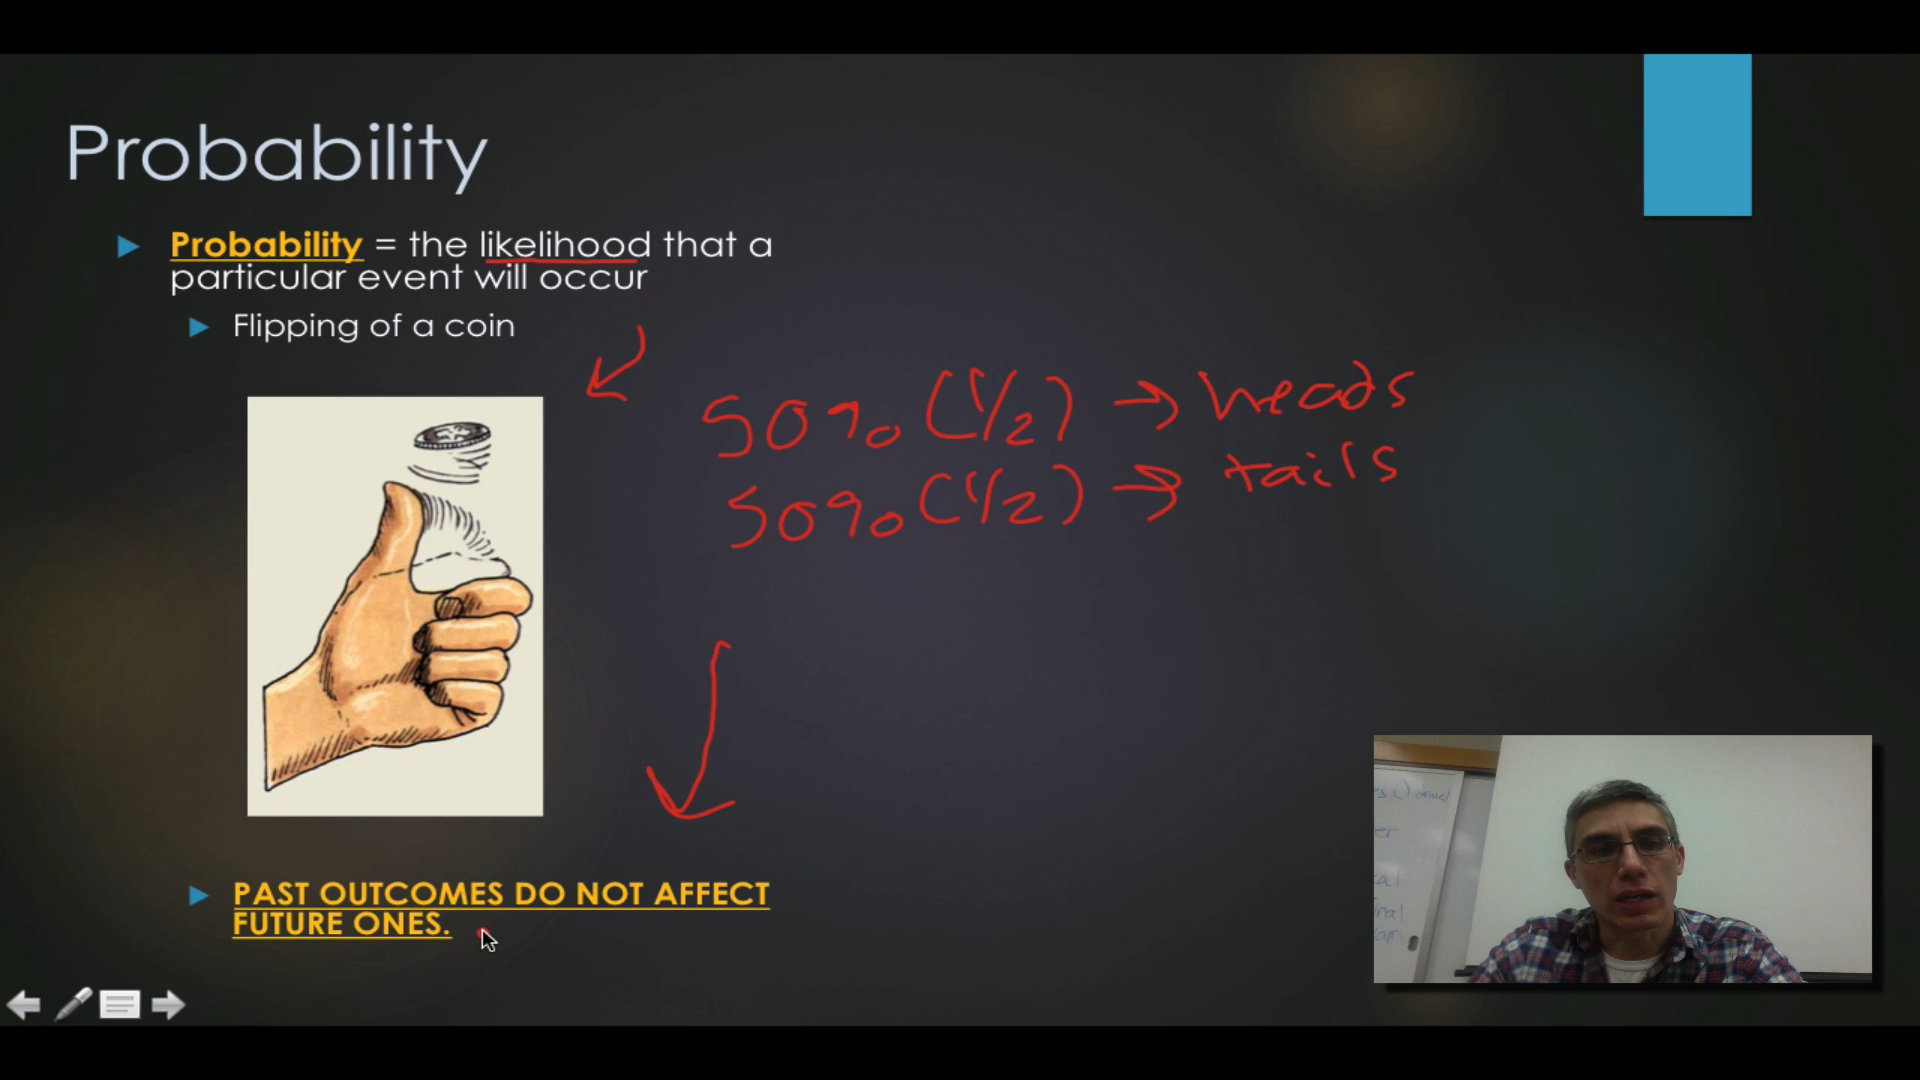 Probability
Probability = the likelihood that a
particular event will occur
Flipping of a coin
50% (1/2) → heads
50% (1/2) → tails
PAST OUTCOMES DO NOT AFFECT
FUTURE ONES.